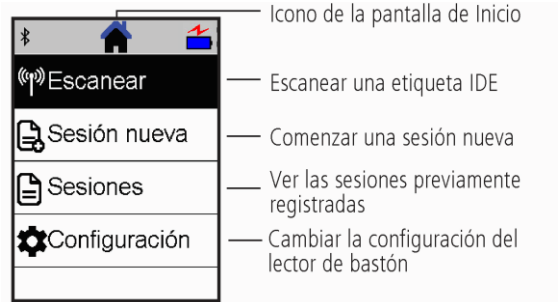 Icono de la pantalla de Inicio
Escanear
Escanear una etiqueta IDE
Sesión nueva
Comenzar una sesión nueva
Sesiones
Ver las sesiones previamente
registradas
Configuración
Cambiar la configuración del
lector de bastón